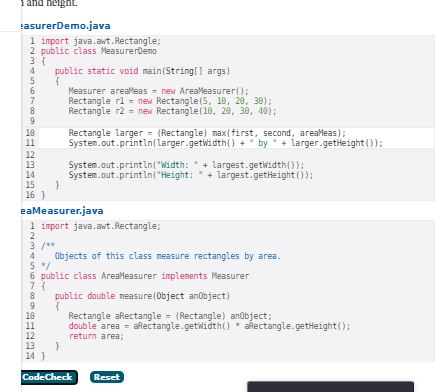 and height.
easurerDemo.java
1 import java.awt.Rectangle;
2 public class MeasurerDemo
3 {
4    public static void main(String[] args)
5    {
6       Measurer areaMeas = new AreaMeasurer();
7       Rectangle r1 = new Rectangle(5, 10, 20, 30);
8       Rectangle r2 = new Rectangle(10, 20, 30, 40);
9
10       Rectangle larger = (Rectangle) max(first, second, areaMeas);
11       System.out.println(larger.getWidth() + " by " + larger.getHeight());
12
13       System.out.println("Width: " + largest.getWidth());
14       System.out.println("Height: " + largest.getHeight());
15    }
16 }
eaMeasurer.java
1 import java.awt.Rectangle;
2
3 /**
4    Objects of this class measure rectangles by area.
5 */
6 public class AreaMeasurer implements Measurer
7 {
8    public double measure(Object anObject)
9    {
10       Rectangle aRectangle = (Rectangle) anObject;
11       double area = aRectangle.getWidth() * aRectangle.getHeight();
12       return area;
13    }
14 }
CodeCheck Reset